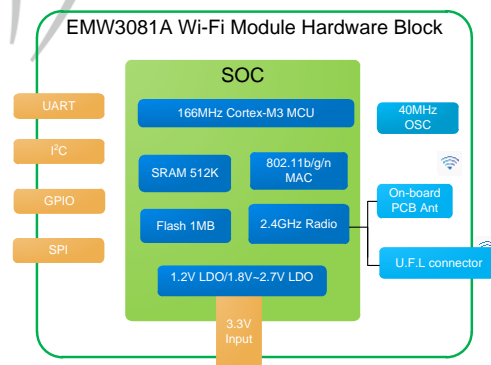 EMW3081A Wi-Fi Module Hardware Block
SOC
UART
166MHz Cortex-M3 MCU
40MHz
OSC
I²C
SRAM 512K
802.11b/g/n
MAC
GPIO
On-board
PCB Ant
Flash 1MB
2.4GHz Radio
SPI
U.F.L connector
1.2V LDO/1.8V~2.7V LDO
3.3V
Input